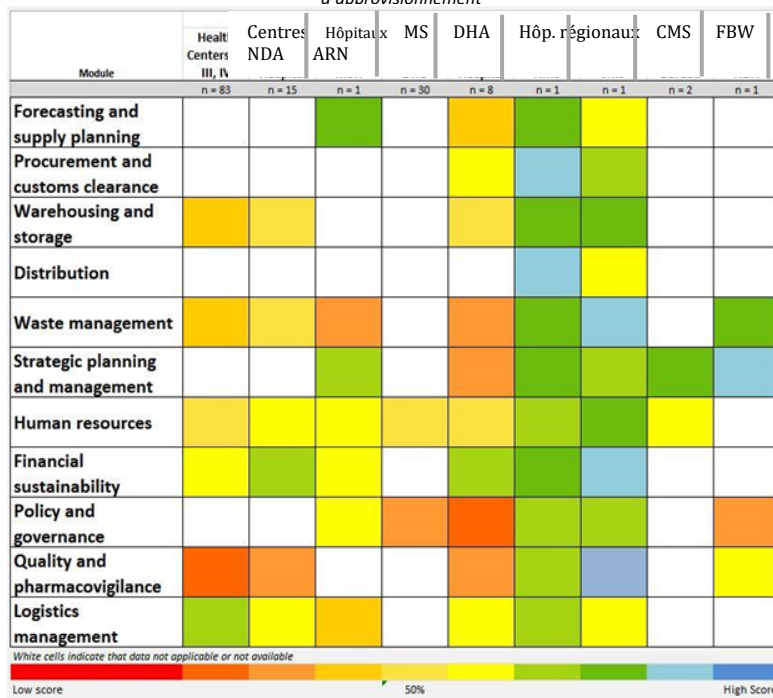 d'approvisionnement
Centres Hôpitaux MS DHA Hôp. régionaux CMS FBW
NDA ARN
Health
Centers
Module III, IV
n = 83 n = 15 n = 1 n = 30 n = 8 n = 1 n = 1 n = 2 n = 1
Forecasting and
supply planning
Procurement and
customs clearance
Warehousing and
storage
Distribution
Waste management
Strategic planning
and management
Human resources
Financial
sustainability
Policy and
governance
Quality and
pharmacovigilance
Logistics
management
White cells indicate that data not applicable or not available
Low score 50% High Score